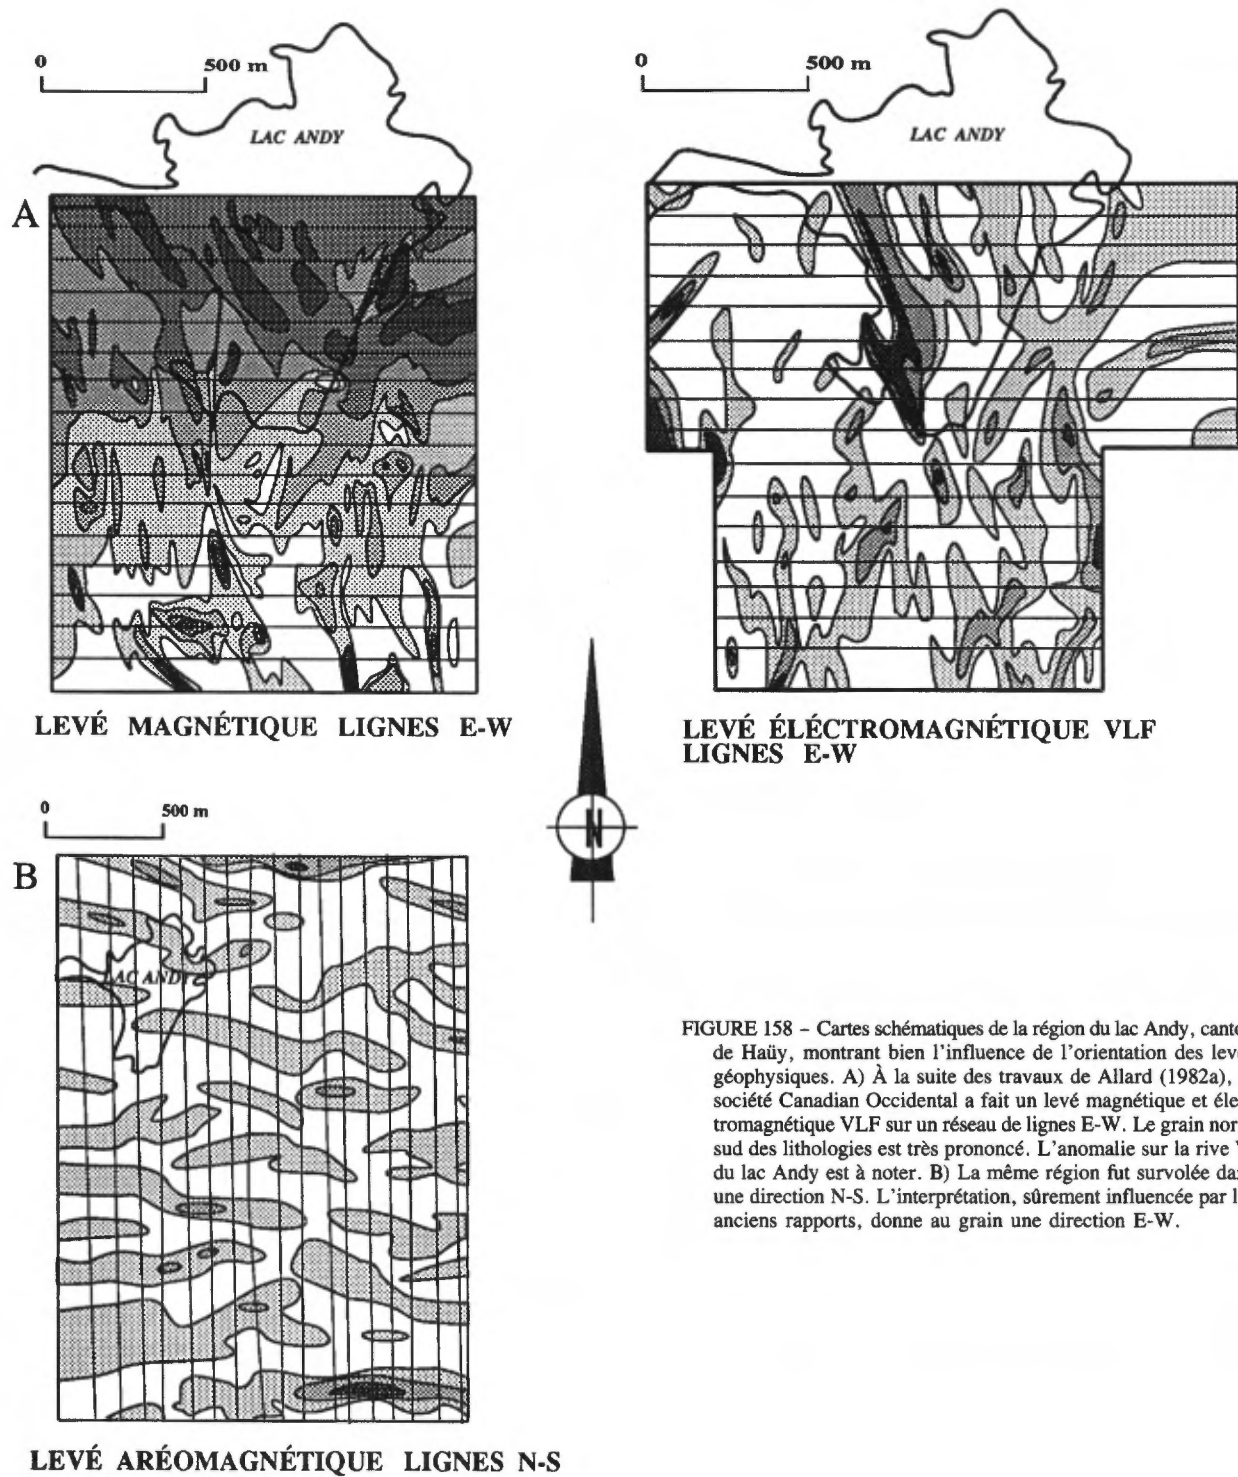 0 500 m
LAC ANDY
A
LEVÉ MAGNÉTIQUE LIGNES E-W
0 500 m
LAC ANDY
LEVÉ ÉLÉCTROMAGNÉTIQUE VLF
LIGNES E-W
N
0 500 m
B
LAC ANDY
LEVÉ ARÉOMAGNÉTIQUE LIGNES N-S
FIGURE 158 – Cartes schématiques de la région du lac Andy, cant
de Haüy, montrant bien l'influence de l'orientation des lev
géophysiques. A) À la suite des travaux de Allard (1982a),
société Canadian Occidental a fait un levé magnétique et éle
tromagnétique VLF sur un réseau de lignes E-W. Le grain nor
sud des lithologies est très prononcé. L'anomalie sur la rive
du lac Andy est à noter. B) La même région fut survolée da
une direction N-S. L'interprétation, sûrement influencée par l
anciens rapports, donne au grain une direction E-W.